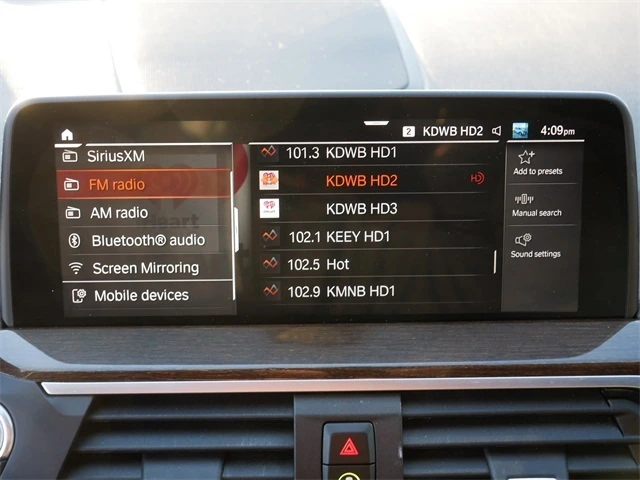 2 KDWB HD2 4:09pm
SiriusXM
FM radio
AM radio
Bluetooth® audio
Screen Mirroring
Mobile devices
101.3 KDWB HD1
KDWB HD2 HD
KDWB HD3
102.1 KEEY HD1
102.5 Hot
102.9 KMNB HD1
Add to presets
Manual search
Sound settings